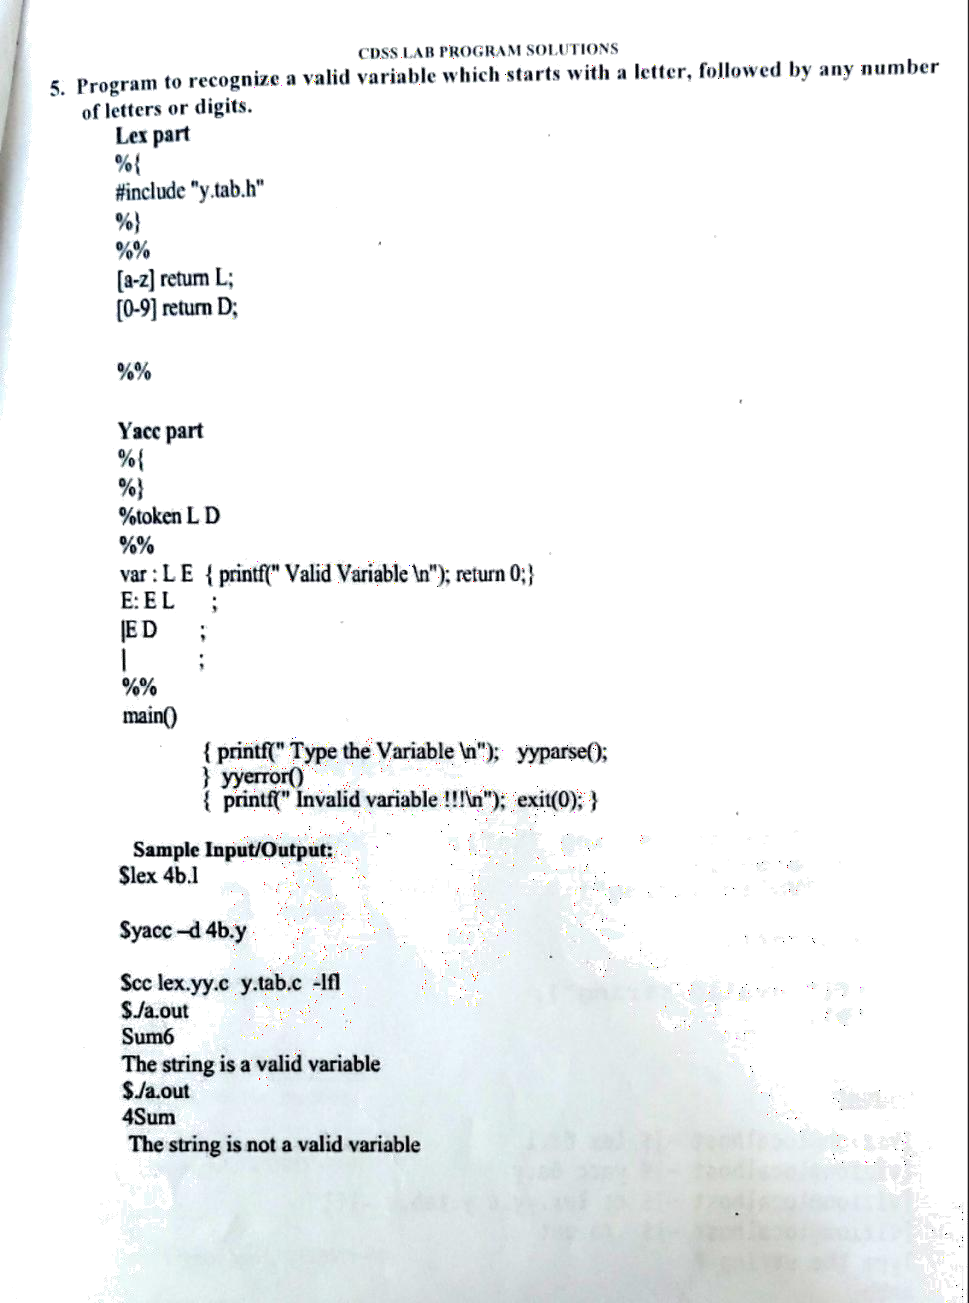 CDSS LAB PROGRAM SOLUTIONS
5. Program to recognize a valid variable which starts with a letter, followed by any number
of letters or digits.
Lex part
%{
#include "y.tab.h"
%}
%%
[a-z] return L;
[0-9] return D;
%%
Yacc part
%{
%}
%token L D
%%
var : L E { printf(" Valid Variable \n"); return 0;}
E: E L ;
|E D ;
| ;
%%
main()
{ printf(" Type the Variable \n"); yyparse();
} yyerror()
{ printf(" Invalid variable !!!\n"); exit(0); }
Sample Input/Output:
$lex 4b.l
$yacc –d 4b.y
$cc lex.yy.c y.tab.c -lfl
$./a.out
Sum6
The string is a valid variable
$./a.out
4Sum
The string is not a valid variable